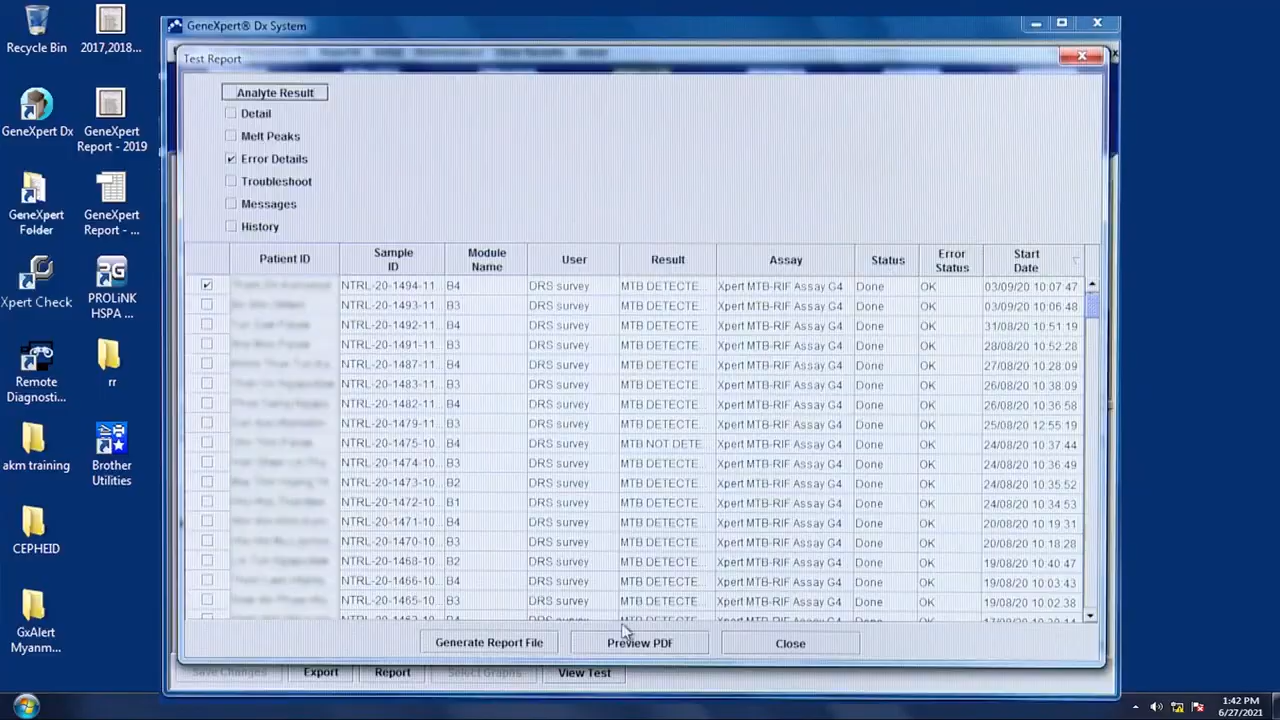 Recycle Bin
2017,2018...
GeneXpert Dx
GeneXpert Report - 2019
GeneXpert Folder
GeneXpert Report - ...
Xpert Check
PROLiNK HSPA ...
Remote Diagnosti...
rr
akm training
Brother Utilities
CEPHEID
GxAlert Myanm...
GeneXpert® Dx System
Test Report
Analyte Result
Detail
Melt Peaks
Error Details
Troubleshoot
Messages
History
Patient ID Sample ID Module Name User Result Assay Status Error Status Start Date
NTRL-20-1494-11... B4 DRS survey MTB DETECTE... Xpert MTB-RIF Assay G4 Done OK 03/09/20 10:07:47
NTRL-20-1493-11... B3 DRS survey MTB DETECTE... Xpert MTB-RIF Assay G4 Done OK 03/09/20 10:06:48
NTRL-20-1492-11... B4 DRS survey MTB DETECTE... Xpert MTB-RIF Assay G4 Done OK 31/08/20 10:51:19
NTRL-20-1491-11... B3 DRS survey MTB DETECTE... Xpert MTB-RIF Assay G4 Done OK 28/08/20 10:52:28
NTRL-20-1487-11... B4 DRS survey MTB DETECTE... Xpert MTB-RIF Assay G4 Done OK 27/08/20 10:28:09
NTRL-20-1483-11... B3 DRS survey MTB DETECTE... Xpert MTB-RIF Assay G4 Done OK 26/08/20 10:38:09
NTRL-20-1482-11... B4 DRS survey MTB DETECTE... Xpert MTB-RIF Assay G4 Done OK 26/08/20 10:36:58
NTRL-20-1479-11... B3 DRS survey MTB DETECTE... Xpert MTB-RIF Assay G4 Done OK 25/08/20 12:55:19
NTRL-20-1475-10... B4 DRS survey MTB NOT DETE... Xpert MTB-RIF Assay G4 Done OK 24/08/20 10:37:44
NTRL-20-1474-10... B3 DRS survey MTB DETECTE... Xpert MTB-RIF Assay G4 Done OK 24/08/20 10:36:49
NTRL-20-1473-10... B2 DRS survey MTB DETECTE... Xpert MTB-RIF Assay G4 Done OK 24/08/20 10:35:52
NTRL-20-1472-10... B1 DRS survey MTB DETECTE... Xpert MTB-RIF Assay G4 Done OK 24/08/20 10:34:53
NTRL-20-1471-10... B4 DRS survey MTB DETECTE... Xpert MTB-RIF Assay G4 Done OK 20/08/20 10:19:31
NTRL-20-1470-10... B3 DRS survey MTB DETECTE... Xpert MTB-RIF Assay G4 Done OK 20/08/20 10:18:28
NTRL-20-1468-10... B2 DRS survey MTB DETECTE... Xpert MTB-RIF Assay G4 Done OK 19/08/20 10:40:47
NTRL-20-1466-10... B4 DRS survey MTB DETECTE... Xpert MTB-RIF Assay G4 Done OK 19/08/20 10:03:43
NTRL-20-1465-10... B3 DRS survey MTB DETECTE... Xpert MTB-RIF Assay G4 Done OK 19/08/20 10:02:38
Generate Report File Preview PDF Close
Save Changes Export Report Select Graphs View Test
1:42 PM
6/27/2021